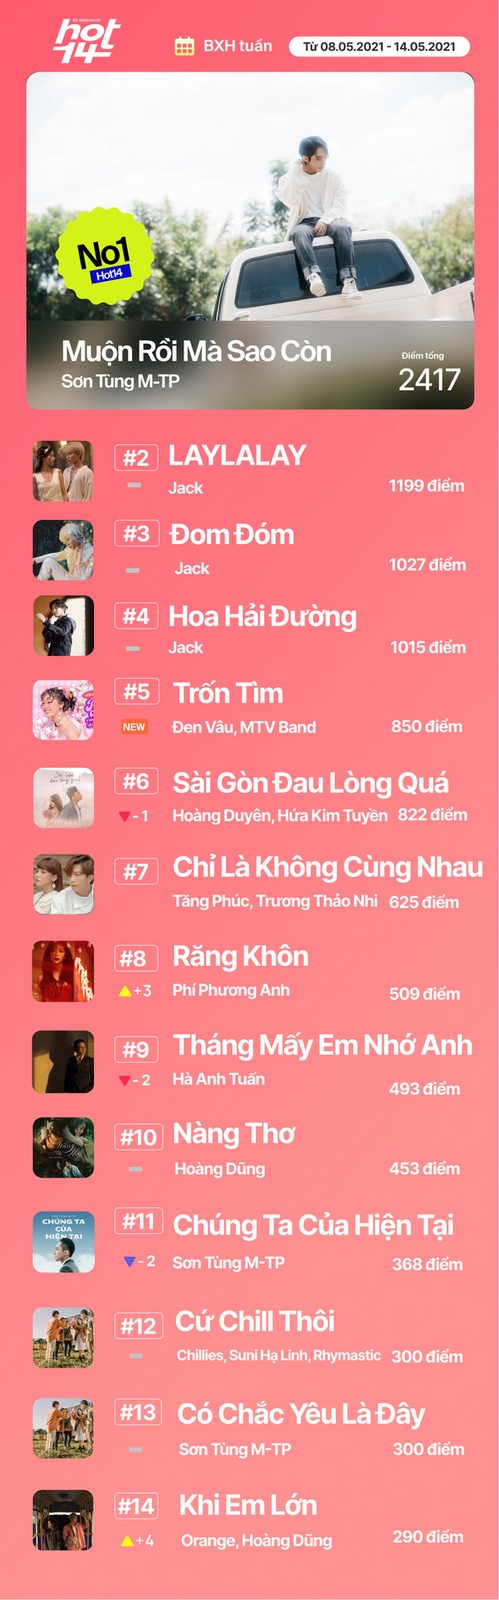 BY KENH14.VN
hot
14
BXH tuần
Từ 08.05.2021 - 14.05.2021
No1
Hot14
Muộn Rồi Mà Sao Còn
Sơn Tùng M-TP
Điểm tổng
2417
#2 LAYLALAY
Jack 1199 điểm
#3 Đom Đóm
Jack 1027 điểm
#4 Hoa Hải Đường
Jack 1015 điểm
#5 Trốn Tìm
NEW Đen Vâu, MTV Band 850 điểm
#6 Sài Gòn Đau Lòng Quá
▼-1 Hoàng Duyên, Hứa Kim Tuyền 822 điểm
#7 Chỉ Là Không Cùng Nhau
Tăng Phúc, Trương Thảo Nhi 625 điểm
#8 Răng Khôn
▲+3 Phí Phương Anh 509 điểm
#9 Tháng Mấy Em Nhớ Anh
▼-2 Hà Anh Tuấn 493 điểm
#10 Nàng Thơ
Hoàng Dũng 453 điểm
CHÚNG TA
CỦA
HIỆN TẠI
#11 Chúng Ta Của Hiện Tại
▼-2 Sơn Tùng M-TP 368 điểm
#12 Cứ Chill Thôi
Chillies, Suni Hạ Linh, Rhymastic 300 điểm
#13 Có Chắc Yêu Là Đây
Sơn Tùng M-TP 300 điểm
#14 Khi Em Lớn
▲+4 Orange, Hoàng Dũng 290 điểm